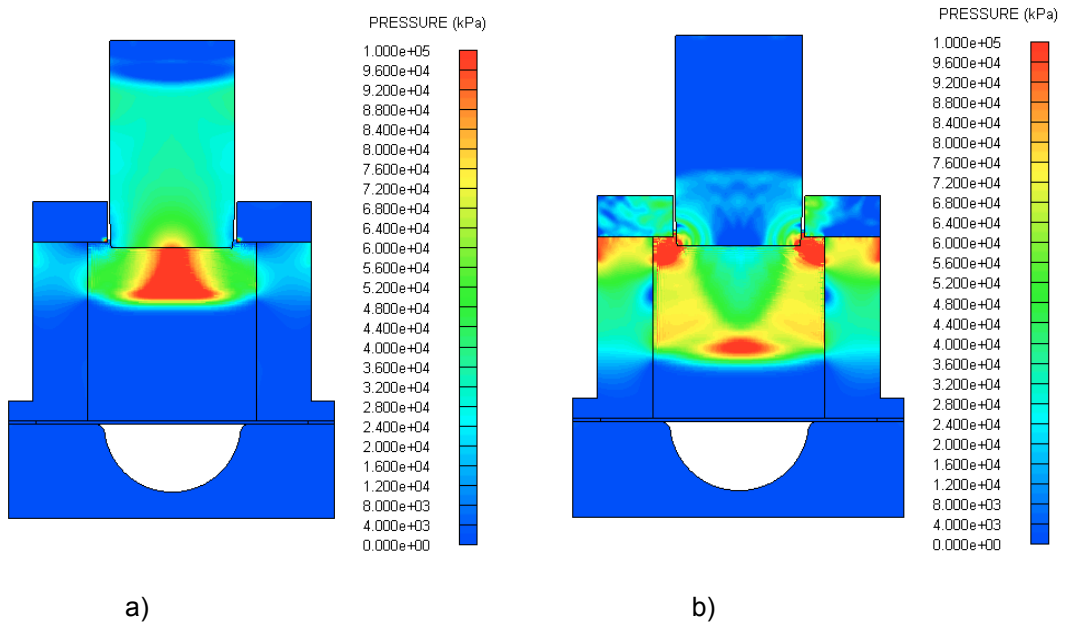 PRESSURE (kPa)
1.000e+05
9.600e+04
9.200e+04
8.800e+04
8.400e+04
8.000e+04
7.600e+04
7.200e+04
6.800e+04
6.400e+04
6.000e+04
5.600e+04
5.200e+04
4.800e+04
4.400e+04
4.000e+04
3.600e+04
3.200e+04
2.800e+04
2.400e+04
2.000e+04
1.600e+04
1.200e+04
8.000e+03
4.000e+03
0.000e+00
a)
PRESSURE (kPa)
1.000e+05
9.600e+04
9.200e+04
8.800e+04
8.400e+04
8.000e+04
7.600e+04
7.200e+04
6.800e+04
6.400e+04
6.000e+04
5.600e+04
5.200e+04
4.800e+04
4.400e+04
4.000e+04
3.600e+04
3.200e+04
2.800e+04
2.400e+04
2.000e+04
1.600e+04
1.200e+04
8.000e+03
4.000e+03
0.000e+00
b)